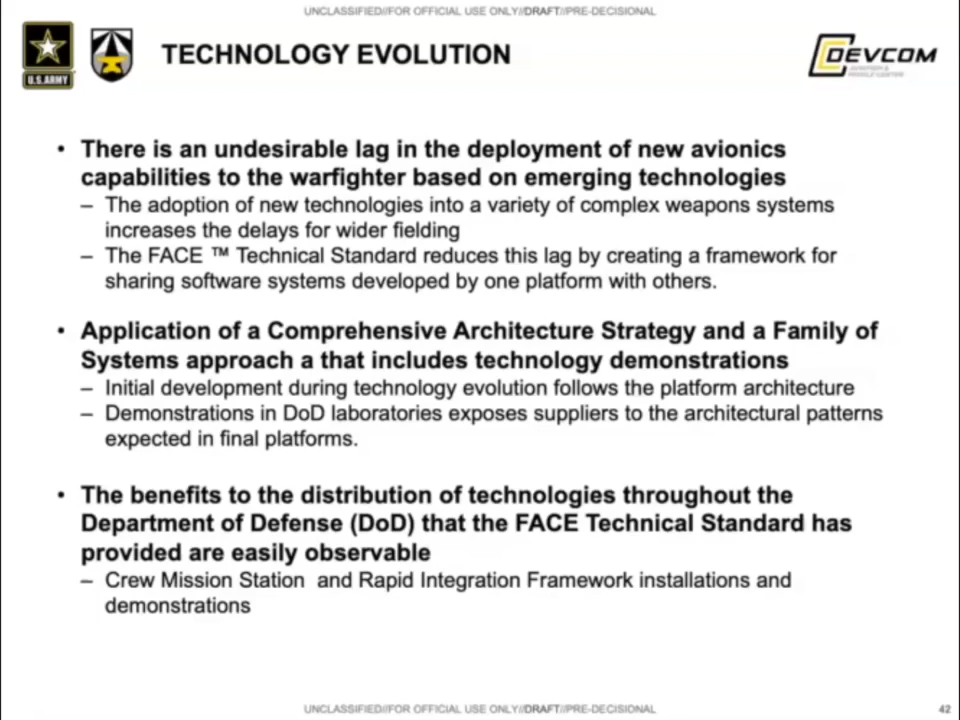 UNCLASSIFIED//FOR OFFICIAL USE ONLY//DRAFT//PRE-DECISIONAL
U.S.ARMY
TECHNOLOGY EVOLUTION
DEVCOM
• There is an undesirable lag in the deployment of new avionics
capabilities to the warfighter based on emerging technologies
– The adoption of new technologies into a variety of complex weapons systems
increases the delays for wider fielding
– The FACE ™ Technical Standard reduces this lag by creating a framework for
sharing software systems developed by one platform with others.
• Application of a Comprehensive Architecture Strategy and a Family of
Systems approach a that includes technology demonstrations
– Initial development during technology evolution follows the platform architecture
– Demonstrations in DoD laboratories exposes suppliers to the architectural patterns
expected in final platforms.
• The benefits to the distribution of technologies throughout the
Department of Defense (DoD) that the FACE Technical Standard has
provided are easily observable
– Crew Mission Station and Rapid Integration Framework installations and
demonstrations
UNCLASSIFIED//FOR OFFICIAL USE ONLY//DRAFT//PRE-DECISIONAL
42